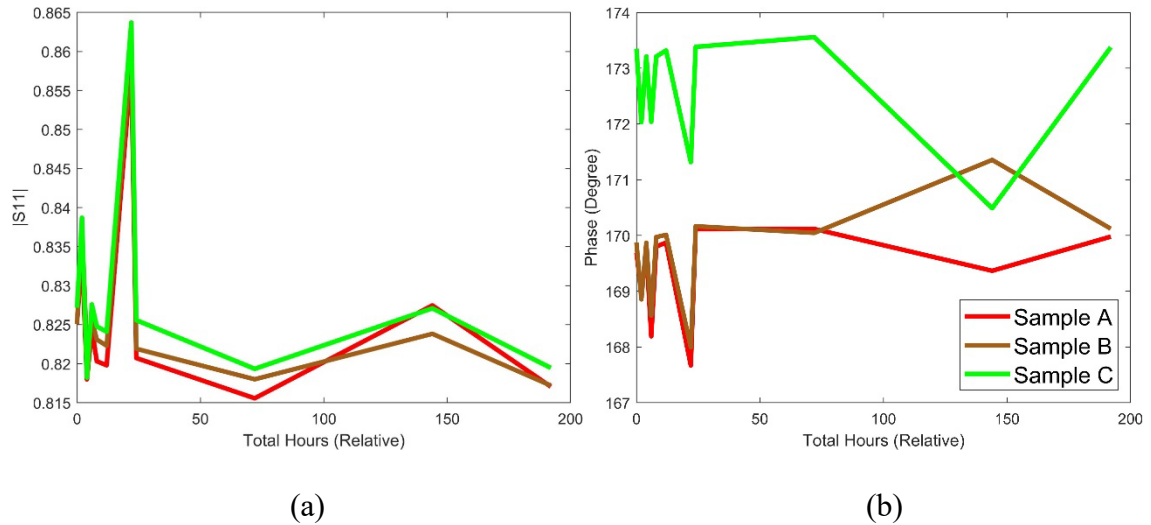 0.865
0.86
0.855
0.85
0.845
0.84
0.835
0.83
0.825
0.82
0.815
|S11|
0 50 100 150 200
Total Hours (Relative)
174
173
172
171
170
169
168
167
Phase (Degree)
0 50 100 150 200
Total Hours (Relative)
Sample A
Sample B
Sample C
(a) (b)